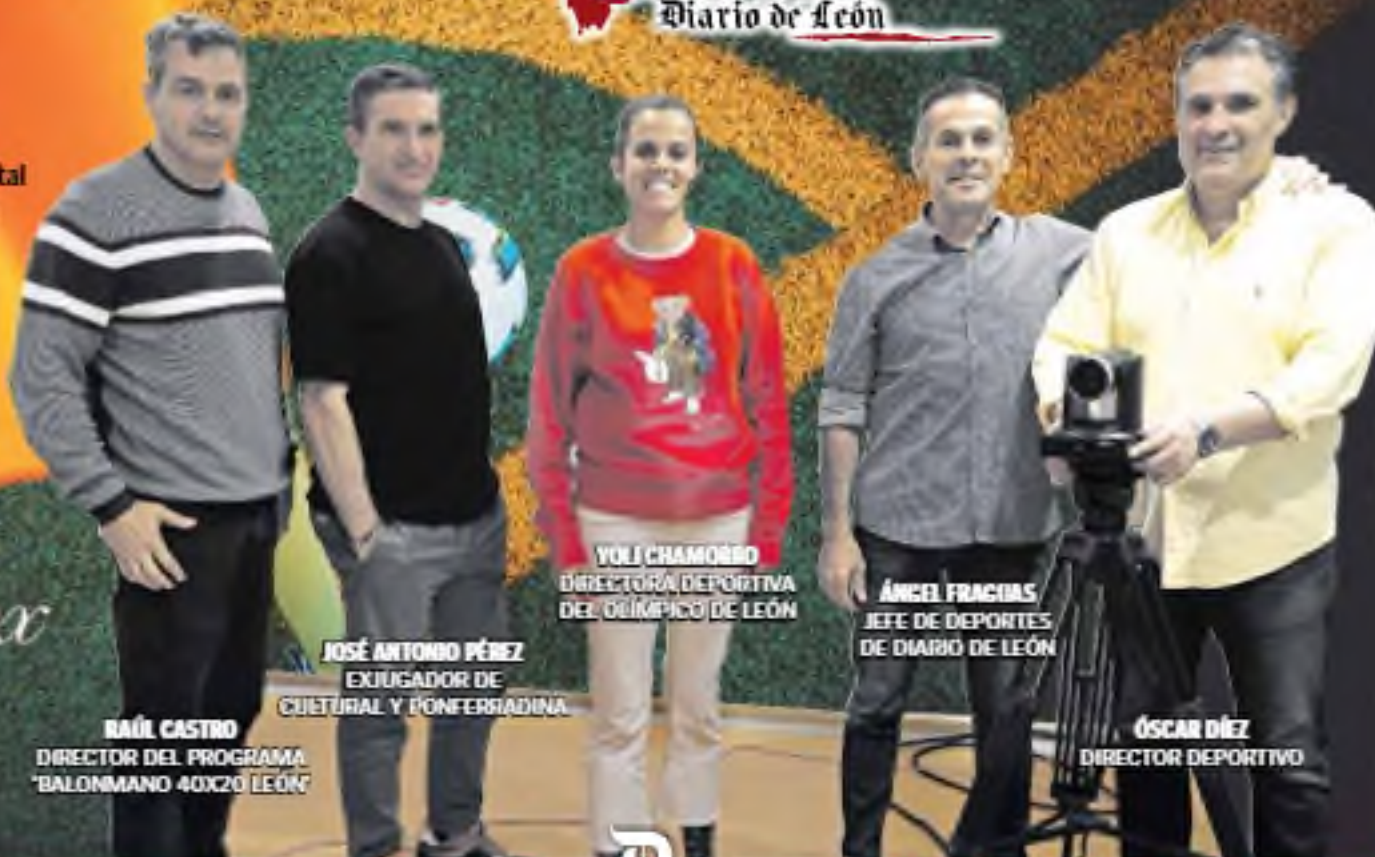 Diario de León
tal
x
YOLI CHAMORRO
DIRECTORA DEPORTIVA
DEL OLÍMPICO DE LEÓN
ÁNGEL FRAGUAS
JEFE DE DEPORTES
DE DIARIO DE LEÓN
JOSÉ ANTONIO PÉREZ
EXJUGADOR DE
CULTURAL Y PONFERRADINA
RAÚL CASTRO
DIRECTOR DEL PROGRAMA
"BALONMANO 40X20 LEÓN"
ÓSCAR DÍEZ
DIRECTOR DEPORTIVO